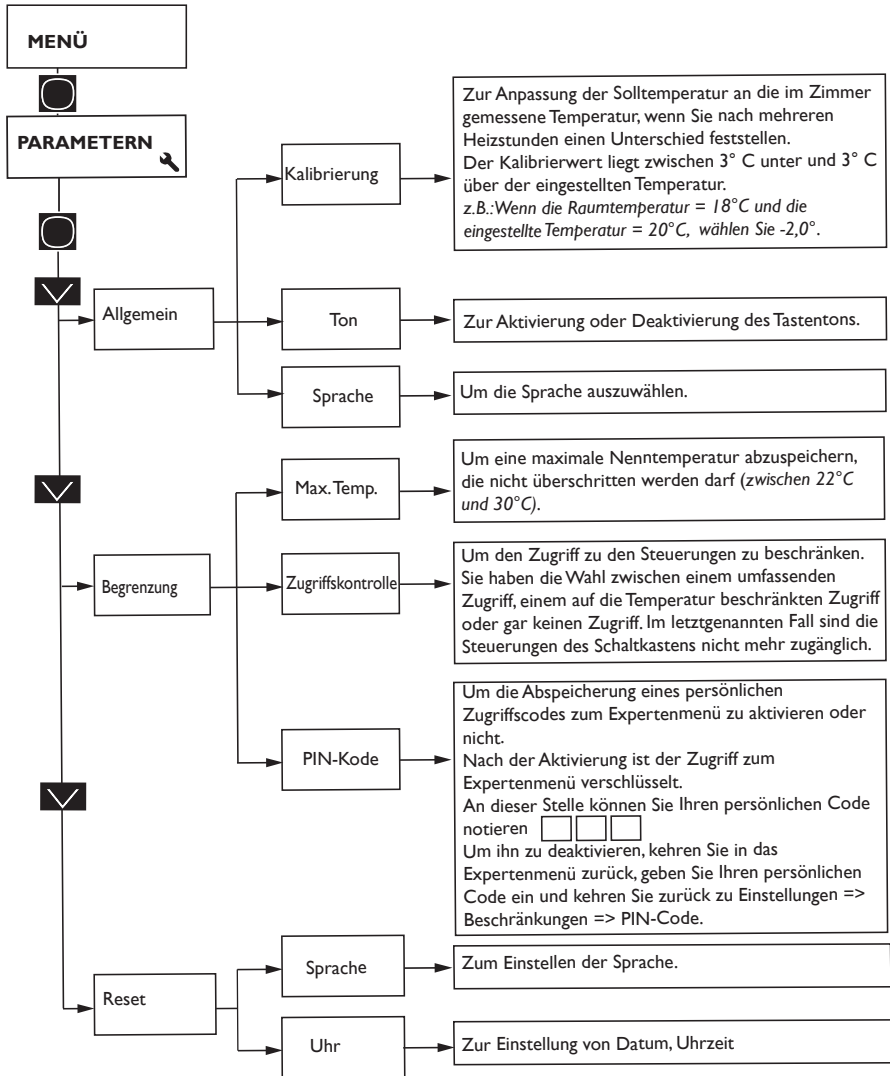 MENÜ
PARAMETERN
Kalibrierung
Zur Anpassung der Solltemperatur an die im Zimmer
gemessene Temperatur, wenn Sie nach mehreren
Heizstunden einen Unterschied feststellen.
Der Kalibrierwert liegt zwischen 3° C unter und 3° C
über der eingestellten Temperatur.
z.B.:Wenn die Raumtemperatur = 18°C und die
eingestellte Temperatur = 20°C, wählen Sie -2,0°.
Allgemein
Ton
Zur Aktivierung oder Deaktivierung des Tastentons.
Sprache
Um die Sprache auszuwählen.
Max. Temp.
Um eine maximale Nenntemperatur abzuspeichern,
die nicht überschritten werden darf (zwischen 22°C
und 30°C).
Begrenzung
Zugriffskontrolle
Um den Zugriff zu den Steuerungen zu beschränken.
Sie haben die Wahl zwischen einem umfassenden
Zugriff, einem auf die Temperatur beschränkten Zugriff
oder gar keinen Zugriff. Im letztgenannten Fall sind die
Steuerungen des Schaltkastens nicht mehr zugänglich.
PIN-Kode
Um die Abspeicherung eines persönlichen
Zugriffscodes zum Expertenmenü zu aktivieren oder
nicht.
Nach der Aktivierung ist der Zugriff zum
Expertenmenü verschlüsselt.
An dieser Stelle können Sie Ihren persönlichen Code
notieren
Um ihn zu deaktivieren, kehren Sie in das
Expertenmenü zurück, geben Sie Ihren persönlichen
Code ein und kehren Sie zurück zu Einstellungen =>
Beschränkungen => PIN-Code.
Reset
Sprache
Zum Einstellen der Sprache.
Uhr
Zur Einstellung von Datum, Uhrzeit